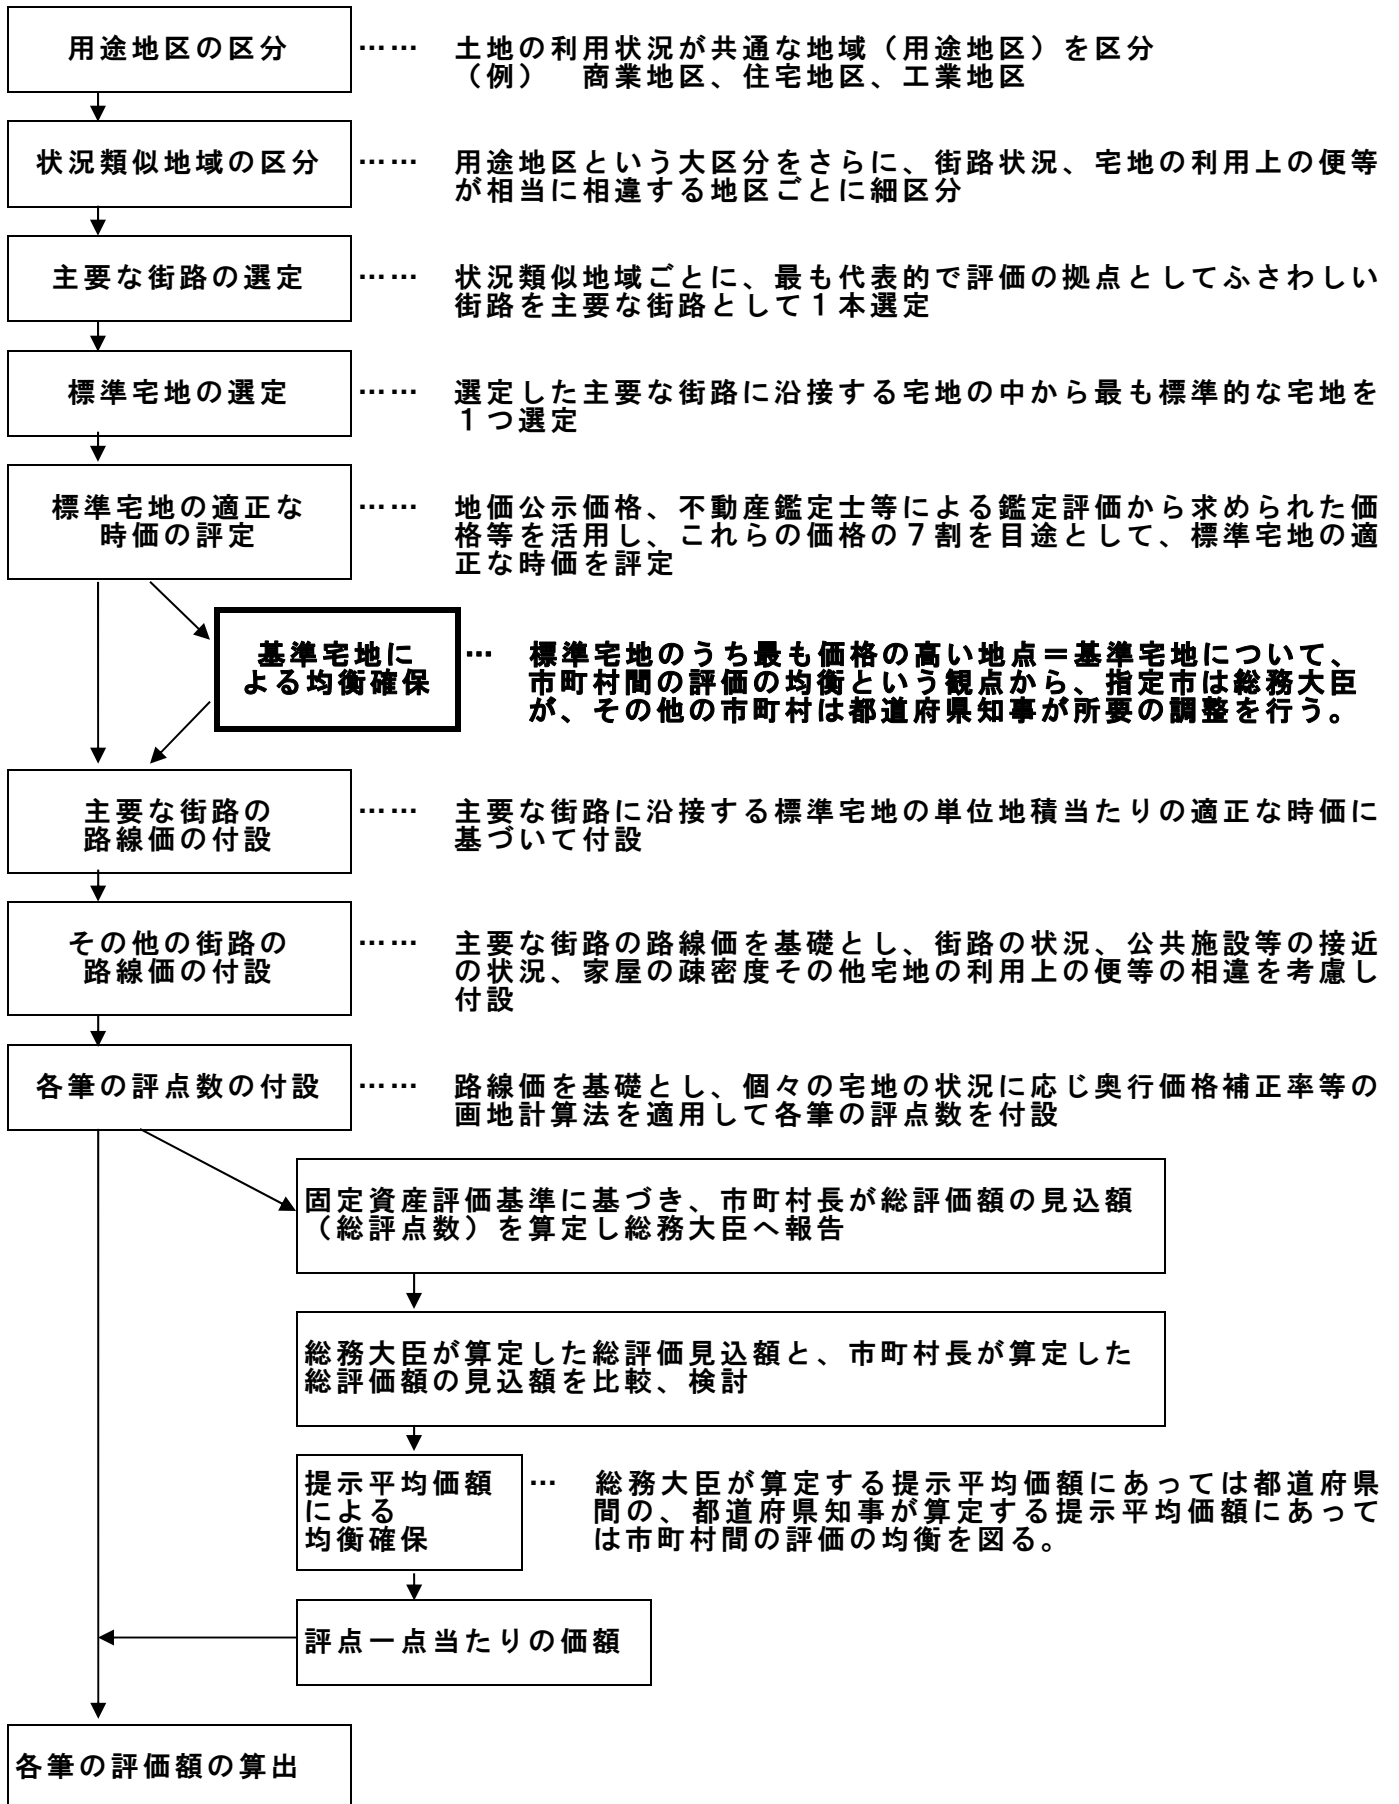 用途地区の区分
……
土地の利用状況が共通な地域（用途地区）を区分
（例）　商業地区、住宅地区、工業地区
状況類似地域の区分
……
用途地区という大区分をさらに、街路状況、宅地の利用上の便等
が相当に相違する地区ごとに細区分
主要な街路の選定
……
状況類似地域ごとに、最も代表的で評価の拠点としてふさわしい
街路を主要な街路として１本選定
標準宅地の選定
……
選定した主要な街路に沿接する宅地の中から最も標準的な宅地を
１つ選定
標準宅地の適正な
時価の評定
……
地価公示価格、不動産鑑定士等による鑑定評価から求められた価
格等を活用し、これらの価格の７割を目途として、標準宅地の適
正な時価を評定
基準宅地に
よる均衡確保
…
標準宅地のうち最も価格の高い地点＝基準宅地について、
市町村間の評価の均衡という観点から、指定市は総務大臣
が、その他の市町村は都道府県知事が所要の調整を行う。
主要な街路の
路線価の付設
……
主要な街路に沿接する標準宅地の単位地積当たりの適正な時価に
基づいて付設
その他の街路の
路線価の付設
……
主要な街路の路線価を基礎とし、街路の状況、公共施設等の接近
の状況、家屋の疎密度その他宅地の利用上の便等の相違を考慮し
付設
各筆の評点数の付設
……
路線価を基礎とし、個々の宅地の状況に応じ奥行価格補正率等の
画地計算法を適用して各筆の評点数を付設
固定資産評価基準に基づき、市町村長が総評価額の見込額
（総評点数）を算定し総務大臣へ報告
総務大臣が算定した総評価見込額と、市町村長が算定した
総評価額の見込額を比較、検討
提示平均価額
による
均衡確保
…
総務大臣が算定する提示平均価額にあっては都道府県
間の、都道府県知事が算定する提示平均価額にあって
は市町村間の評価の均衡を図る。
評点一点当たりの価額
各筆の評価額の算出